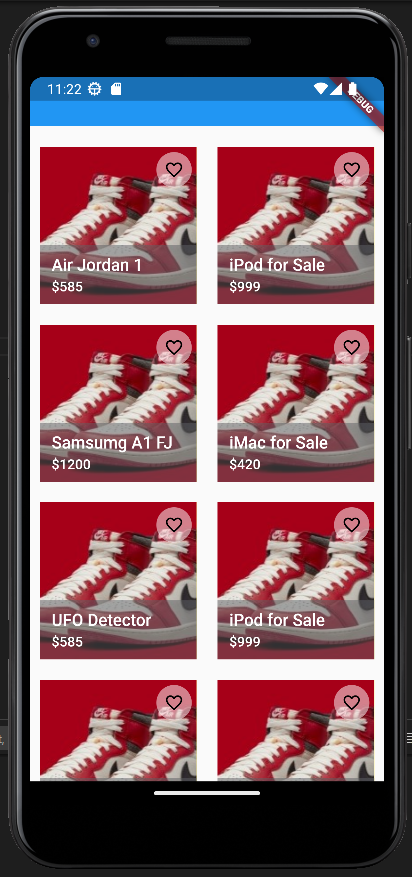 11:22
DEBUG
Air Jordan 1
$585
iPod for Sale
$999
Samsumg A1 FJ
$1200
iMac for Sale
$420
UFO Detector
$585
iPod for Sale
$999